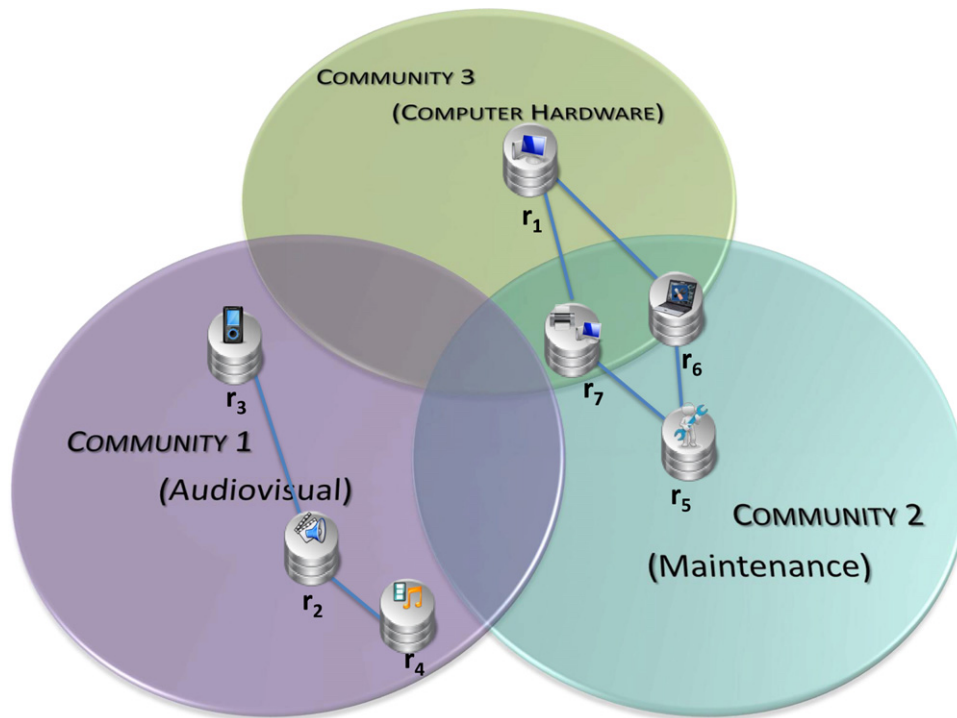 COMMUNITY 3
(COMPUTER HARDWARE)
r1
r3
r7
r6
COMMUNITY 1
(Audiovisual)
r5
COMMUNITY 2
(Maintenance)
r2
r4